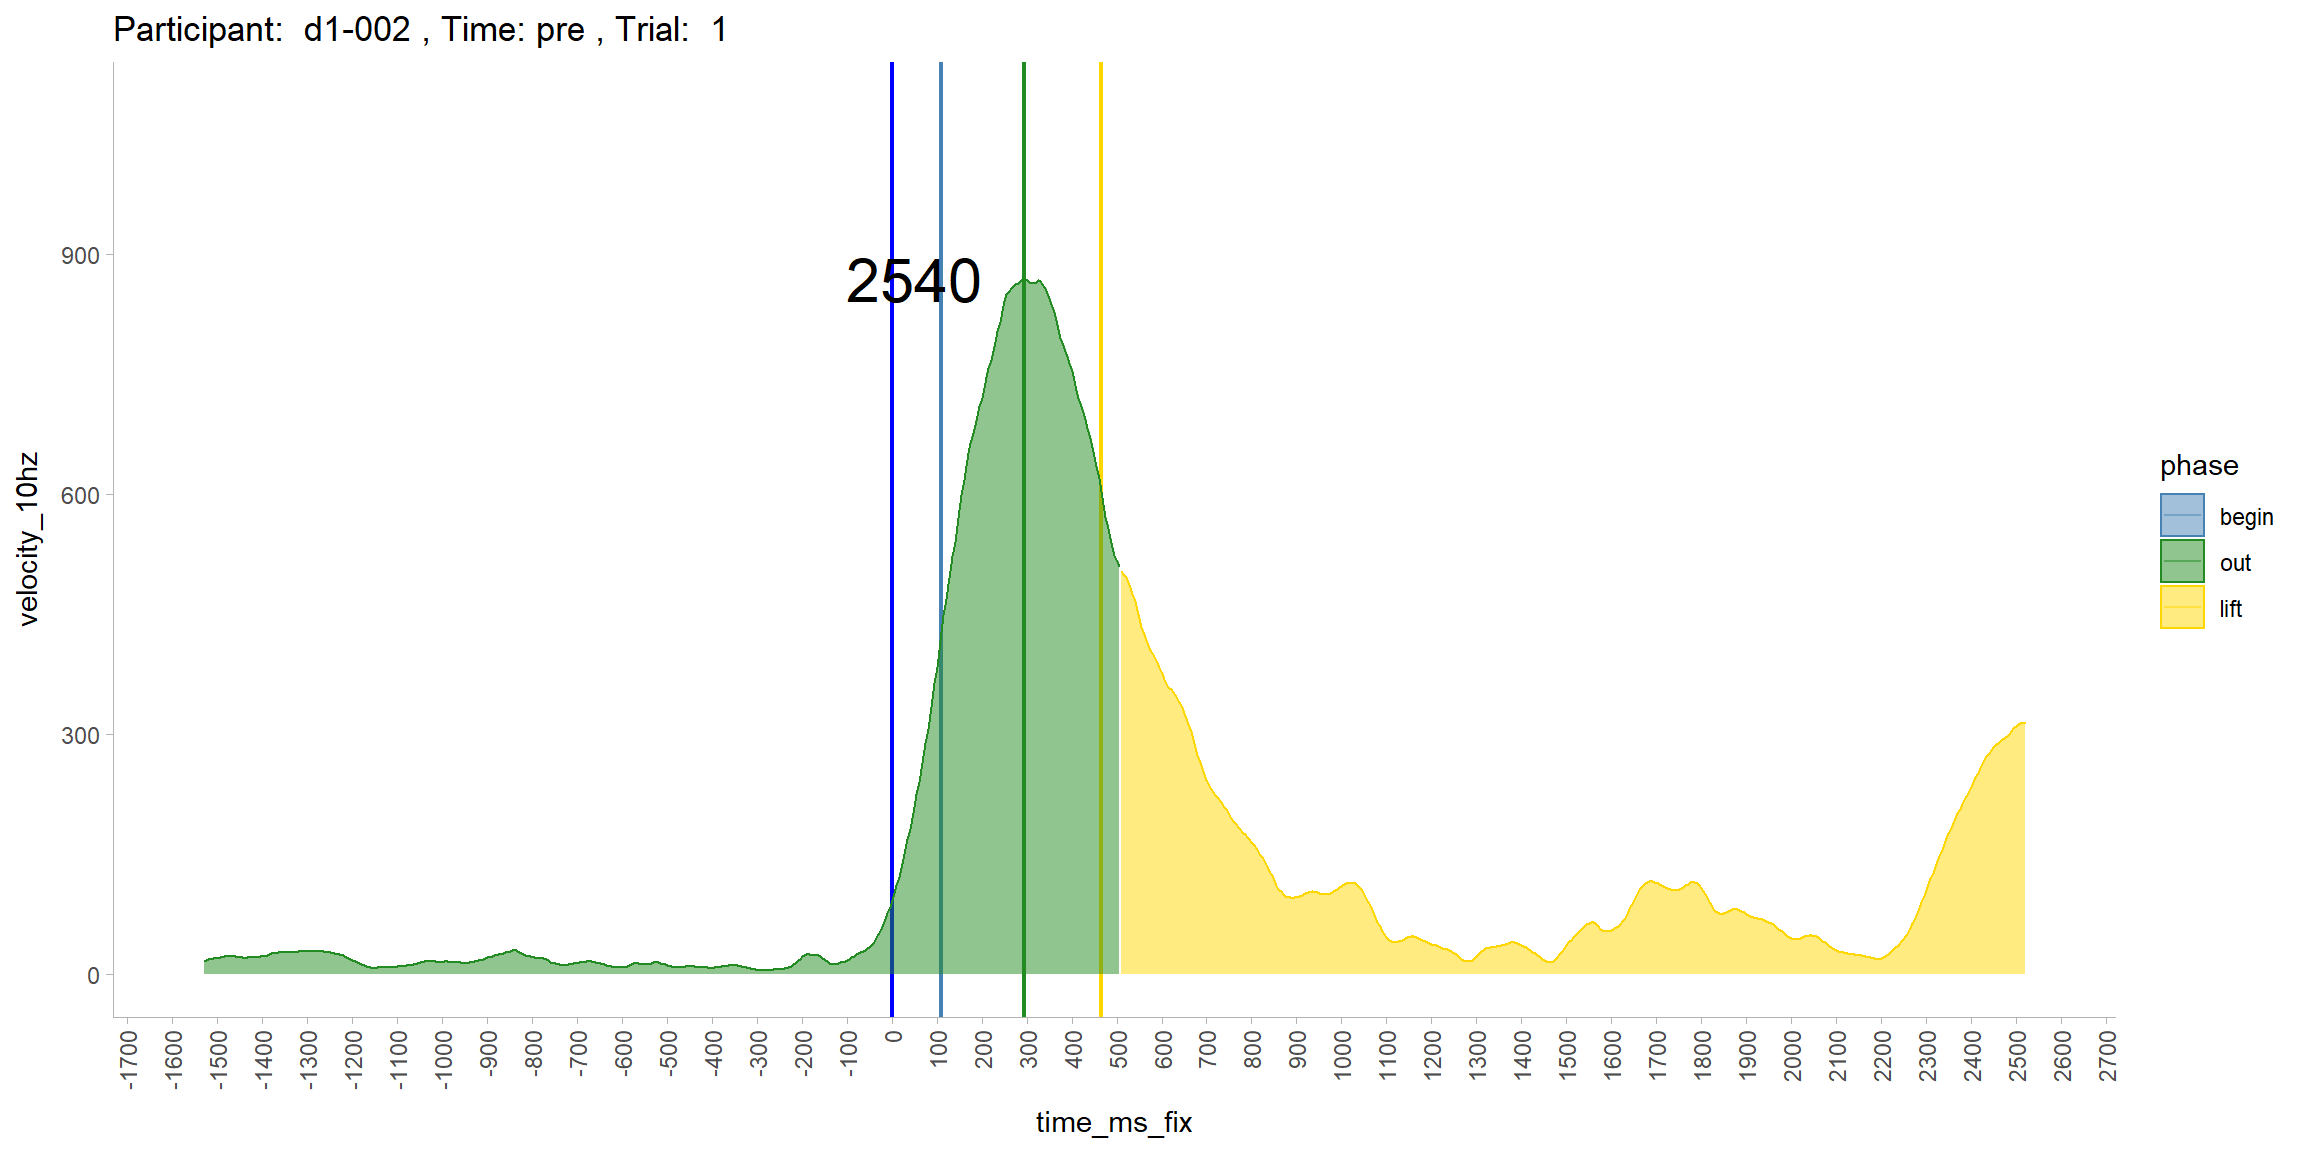 Participant:  d1-002 , Time: pre , Trial:  1
velocity_10hz
900
600
300
0
2540
-1700 -1600 -1500 -1400 -1300 -1200 -1100 -1000 -900 -800 -700 -600 -500 -400 -300 -200 -100 0 100 200 300 400 500 600 700 800 900 1000 1100 1200 1300 1400 1500 1600 1700 1800 1900 2000 2100 2200 2300 2400 2500 2600 2700
time_ms_fix
phase
begin
out
lift